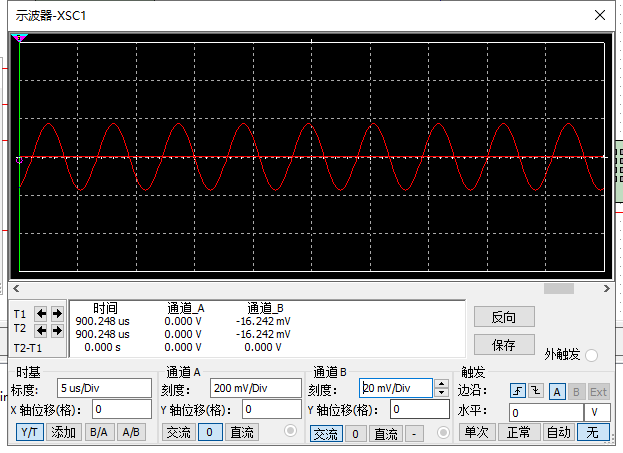 示波器-XSC1
T1
T2
T2-T1
时间 通道_A 通道_B
900.248 us 0.000 V -16.242 mV
900.248 us 0.000 V -16.242 mV
0.000 s 0.000 V 0.000 V
反向
保存
外触发
时基
标度: 5 us/Div
X 轴位移(格): 0
Y/T 添加 B/A A/B
通道 A
刻度: 200 mV/Div
Y 轴位移(格): 0
交流 0 直流
通道 B
刻度: 20 mV/Div
Y 轴位移(格): 0
交流 0 直流 -
触发
边沿: A B Ext
水平: 0 V
单次 正常 自动 无